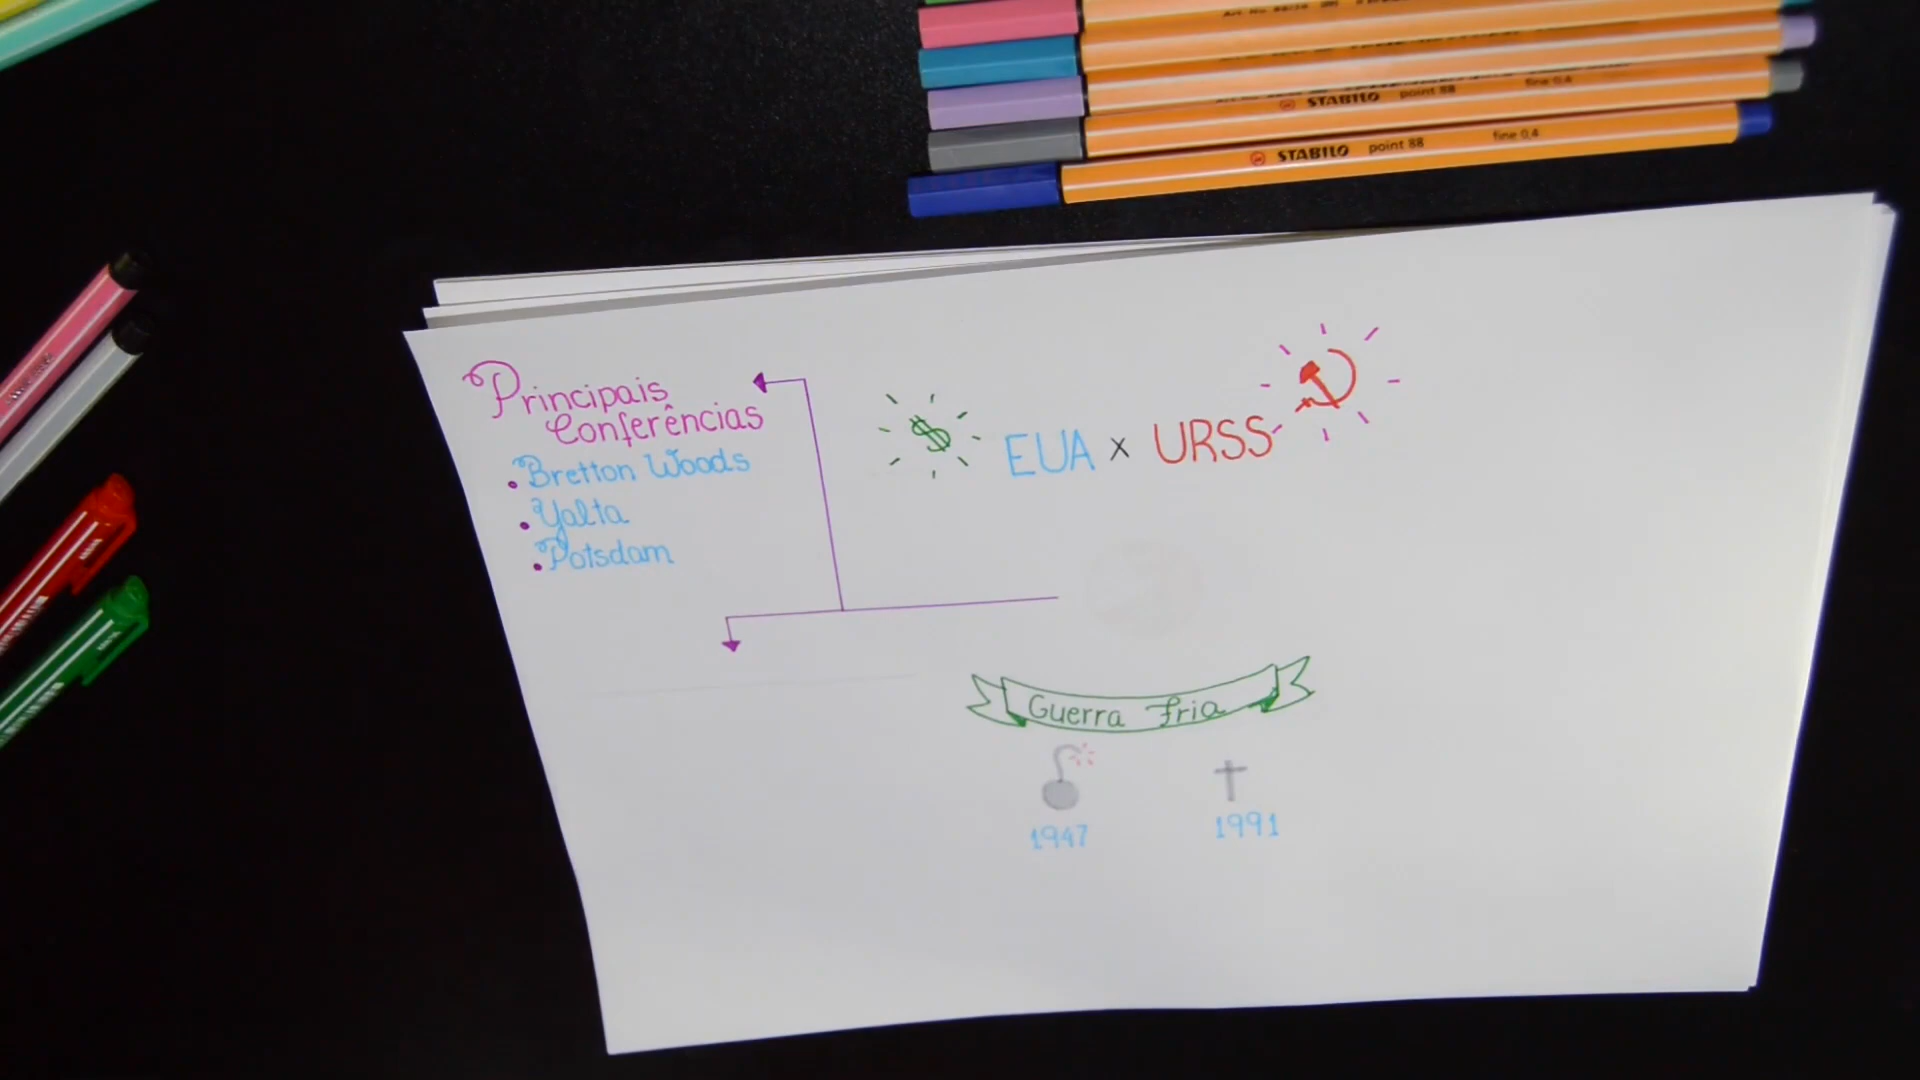 STABILO point 88 fine 0,4
STABILO point 88 fine 0,4
Principais
Conferências
EUA x URSS
Bretton Woods
Yalta
Potsdam
Guerra Fria
1947 1991